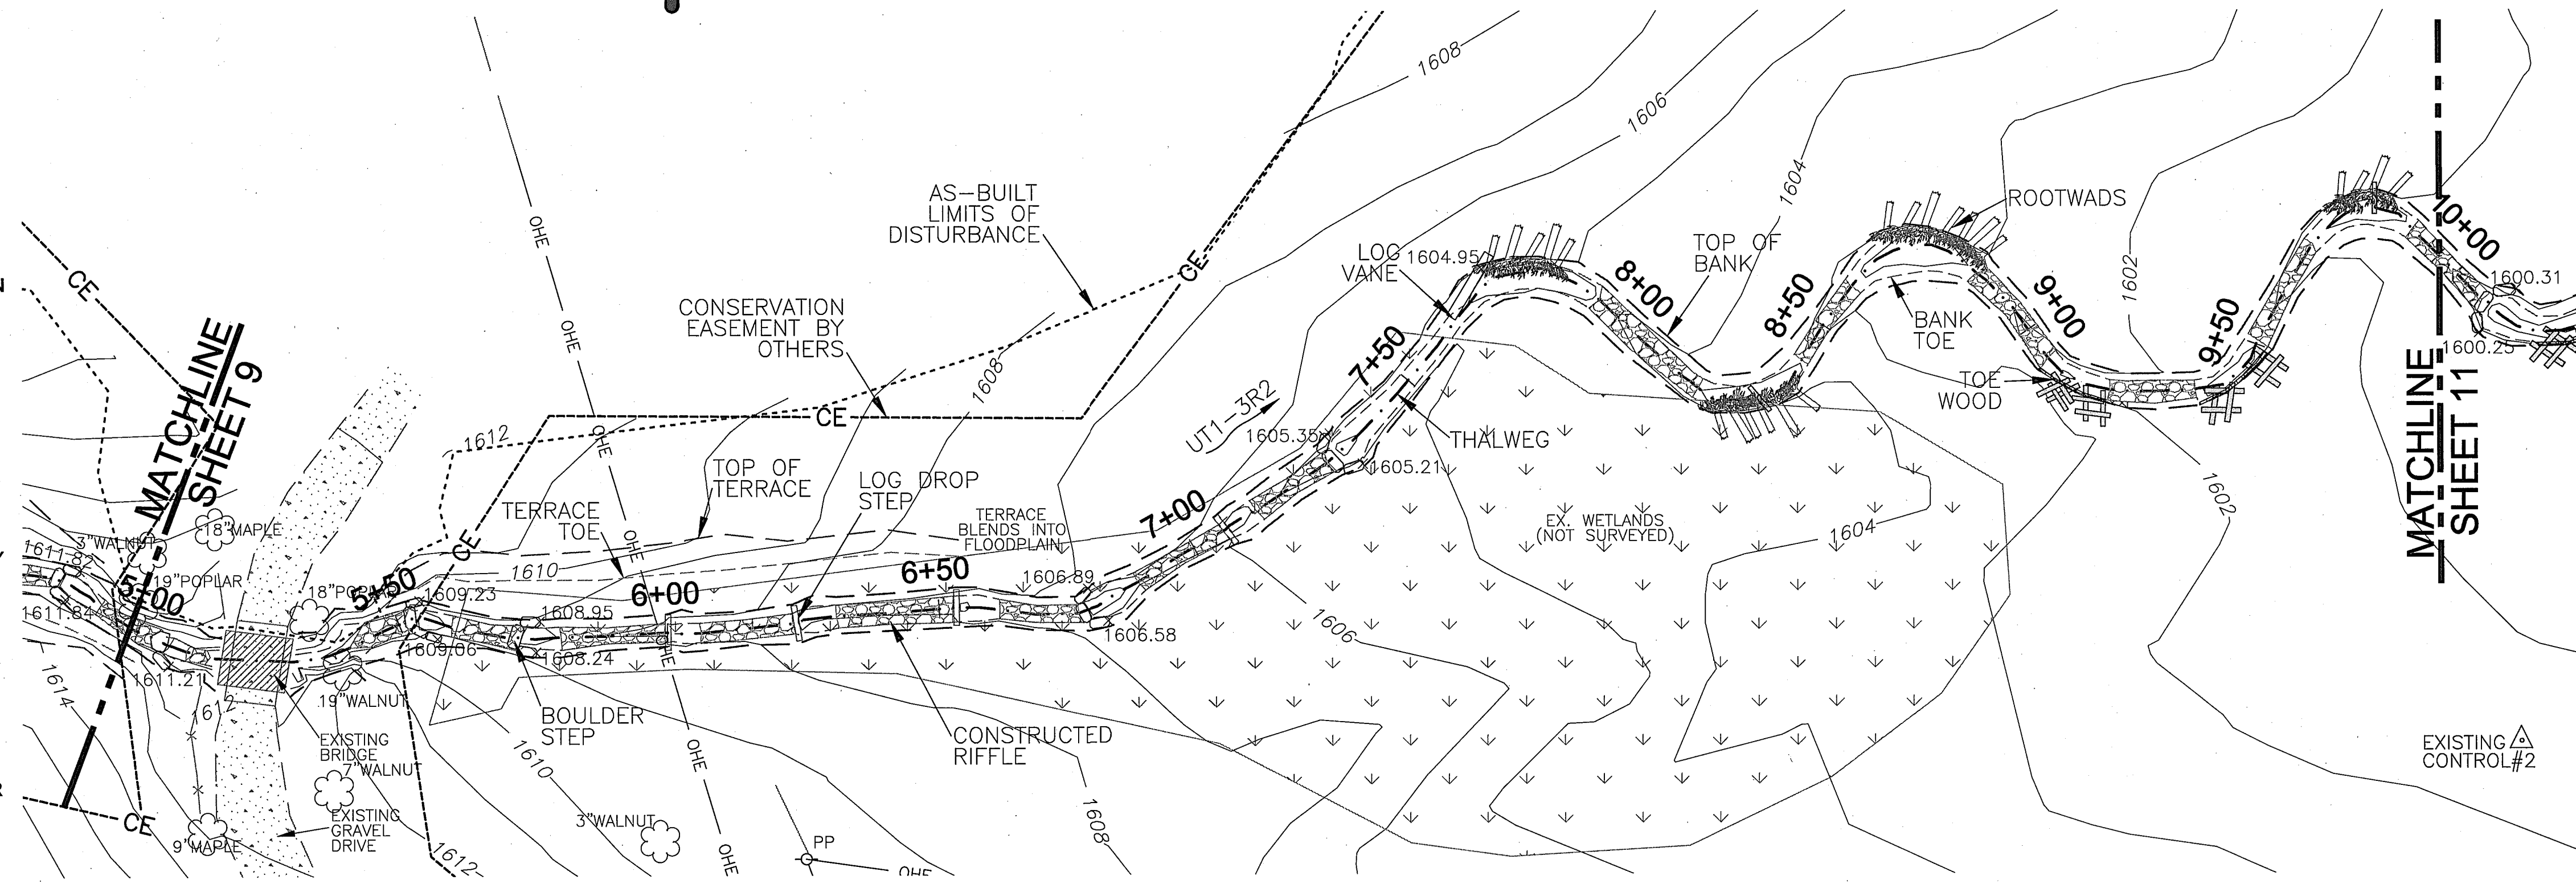 1608
1606
1604
AS-BUILT
LIMITS OF
DISTURBANCE
ROOTWADS
OHE
CE
LOG
VANE
1604.95
TOP OF
BANK
8+00
8+50
9+00
9+50
10+00
1602
1600.31
1600.25
CE
CONSERVATION
EASEMENT BY
OTHERS
OHE
BANK
TOE
MATCHLINE
SHEET 9
1608
7+50
TOE
WOOD
MATCHLINE
SHEET 11
UT1-3R2
CE
1612
OHE
1605.35
THALWEG
1605.21
TOP OF
TERRACE
LOG DROP
STEP
TERRACE
TOE
TERRACE
BLENDS INTO
FLOODPLAIN
7+00
EX. WETLANDS
(NOT SURVEYED)
1604
1602
18"MAPLE
3"WALNUT
CE
OHE
1611.82
19"POPLAR
18"POPLAR
1610
5+00
5+50
1609.23
6+00
6+50
1606.89
1611.84
1608.95
1606.58
1606
1609.06
1608.24
OHE
1611.21
1614
1612
19"WALNUT
BOULDER
STEP
CONSTRUCTED
RIFFLE
EXISTING
BRIDGE
7"WALNUT
1610
OHE
EXISTING
CONTROL#2
CE
EXISTING
GRAVEL
DRIVE
9"MAPLE
3"WALNUT
1608
1612
PP
OHE
OHE